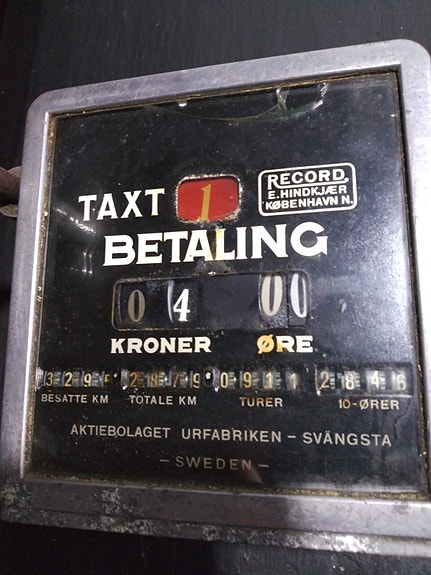 TAXT 1
RECORD
E. HINDKJÆR
KØBENHAVN N.
BETALING
0 4 00
KRONER ØRE
BESATTE KM TOTALE KM TURER 10-ØRER
AKTIEBOLAGET URFABRIKEN – SVÄNGSTA
– SWEDEN –